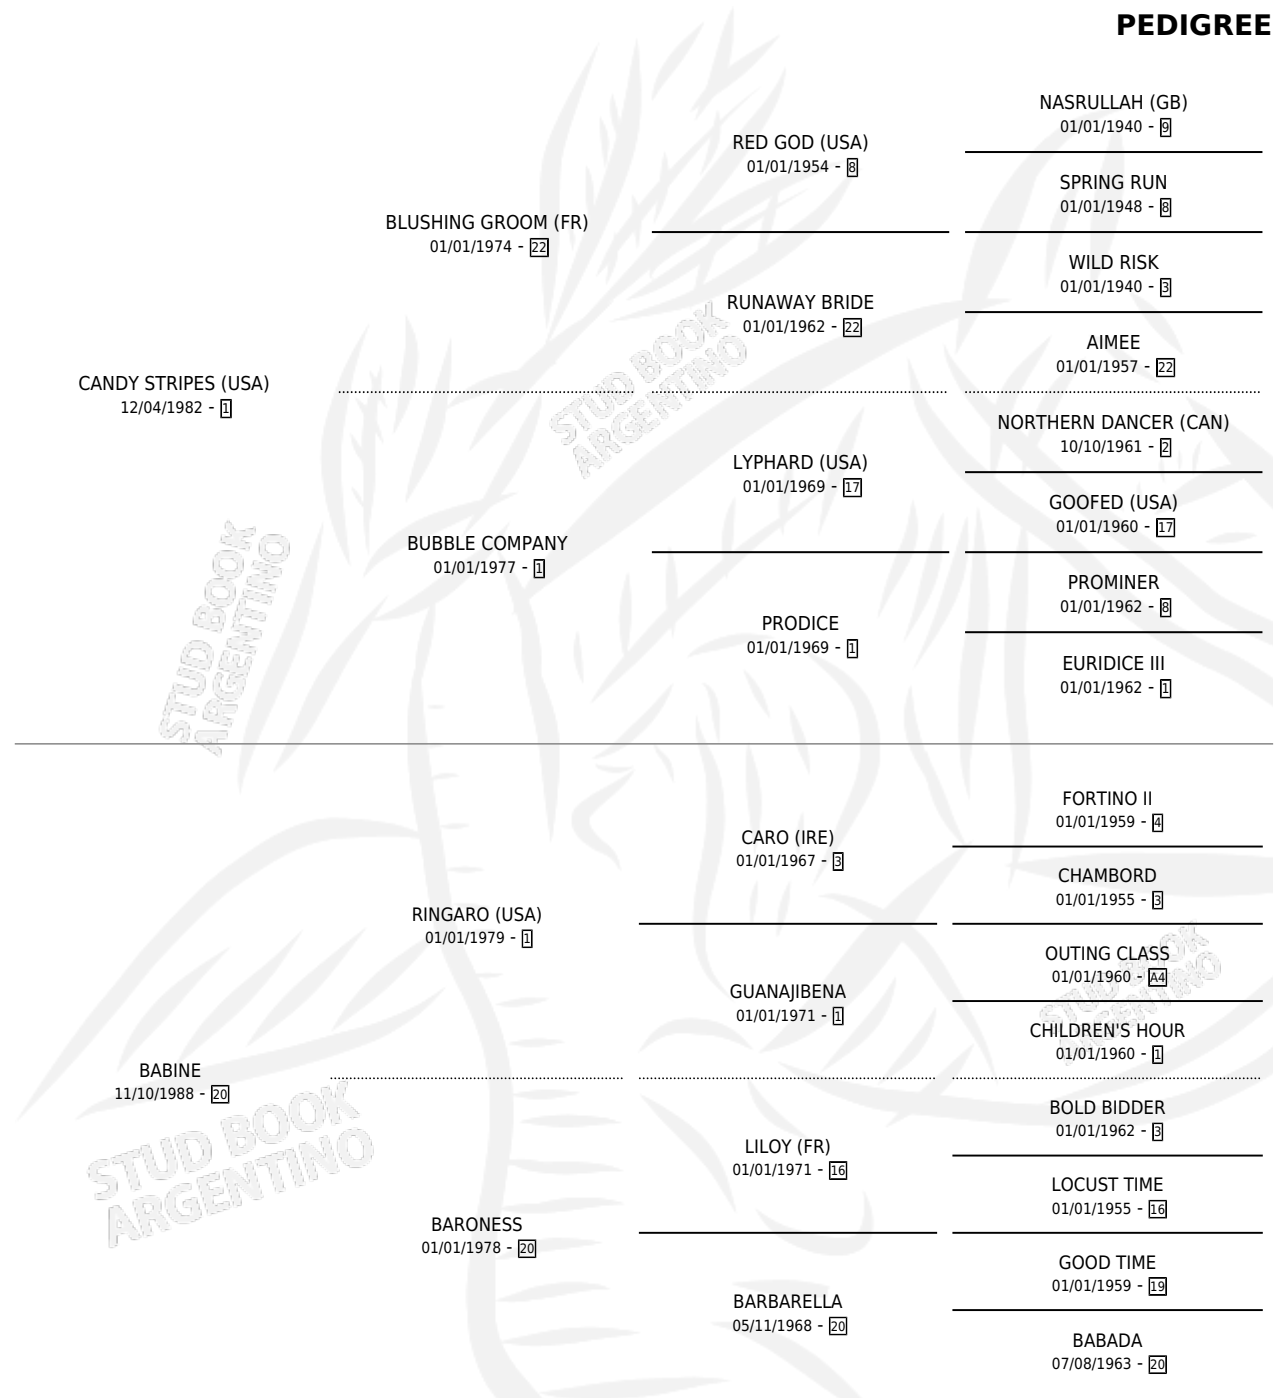 PEDIGREE
NASRULLAH (GB)
01/01/1940 - 9
RED GOD (USA)
01/01/1954 - 8
SPRING RUN
01/01/1948 - 8
BLUSHING GROOM (FR)
01/01/1974 - 22
WILD RISK
01/01/1940 - 3
RUNAWAY BRIDE
01/01/1962 - 22
AIMEE
01/01/1957 - 22
CANDY STRIPES (USA)
12/04/1982 - 1
NORTHERN DANCER (CAN)
10/10/1961 - 2
LYPHARD (USA)
01/01/1969 - 17
GOOFED (USA)
01/01/1960 - 17
BUBBLE COMPANY
01/01/1977 - 1
PROMINER
01/01/1962 - 8
PRODICE
01/01/1969 - 1
EURIDICE III
01/01/1962 - 1
FORTINO II
01/01/1959 - 4
CARO (IRE)
01/01/1967 - 3
CHAMBORD
01/01/1955 - 3
RINGARO (USA)
01/01/1979 - 1
OUTING CLASS
01/01/1960 - A4
GUANAJIBENA
01/01/1971 - 1
CHILDREN'S HOUR
01/01/1960 - 1
BABINE
11/10/1988 - 20
BOLD BIDDER
01/01/1962 - 3
LILOY (FR)
01/01/1971 - 16
LOCUST TIME
01/01/1955 - 16
BARONESS
01/01/1978 - 20
GOOD TIME
01/01/1959 - 19
BARBARELLA
05/11/1968 - 20
BABADA
07/08/1963 - 20
STUD BOOK
ARGENTINO
STUD BOOK
ARGENTINO
STUD BOOK
ARGENTINO
STUD BOOK
ARGENTINO